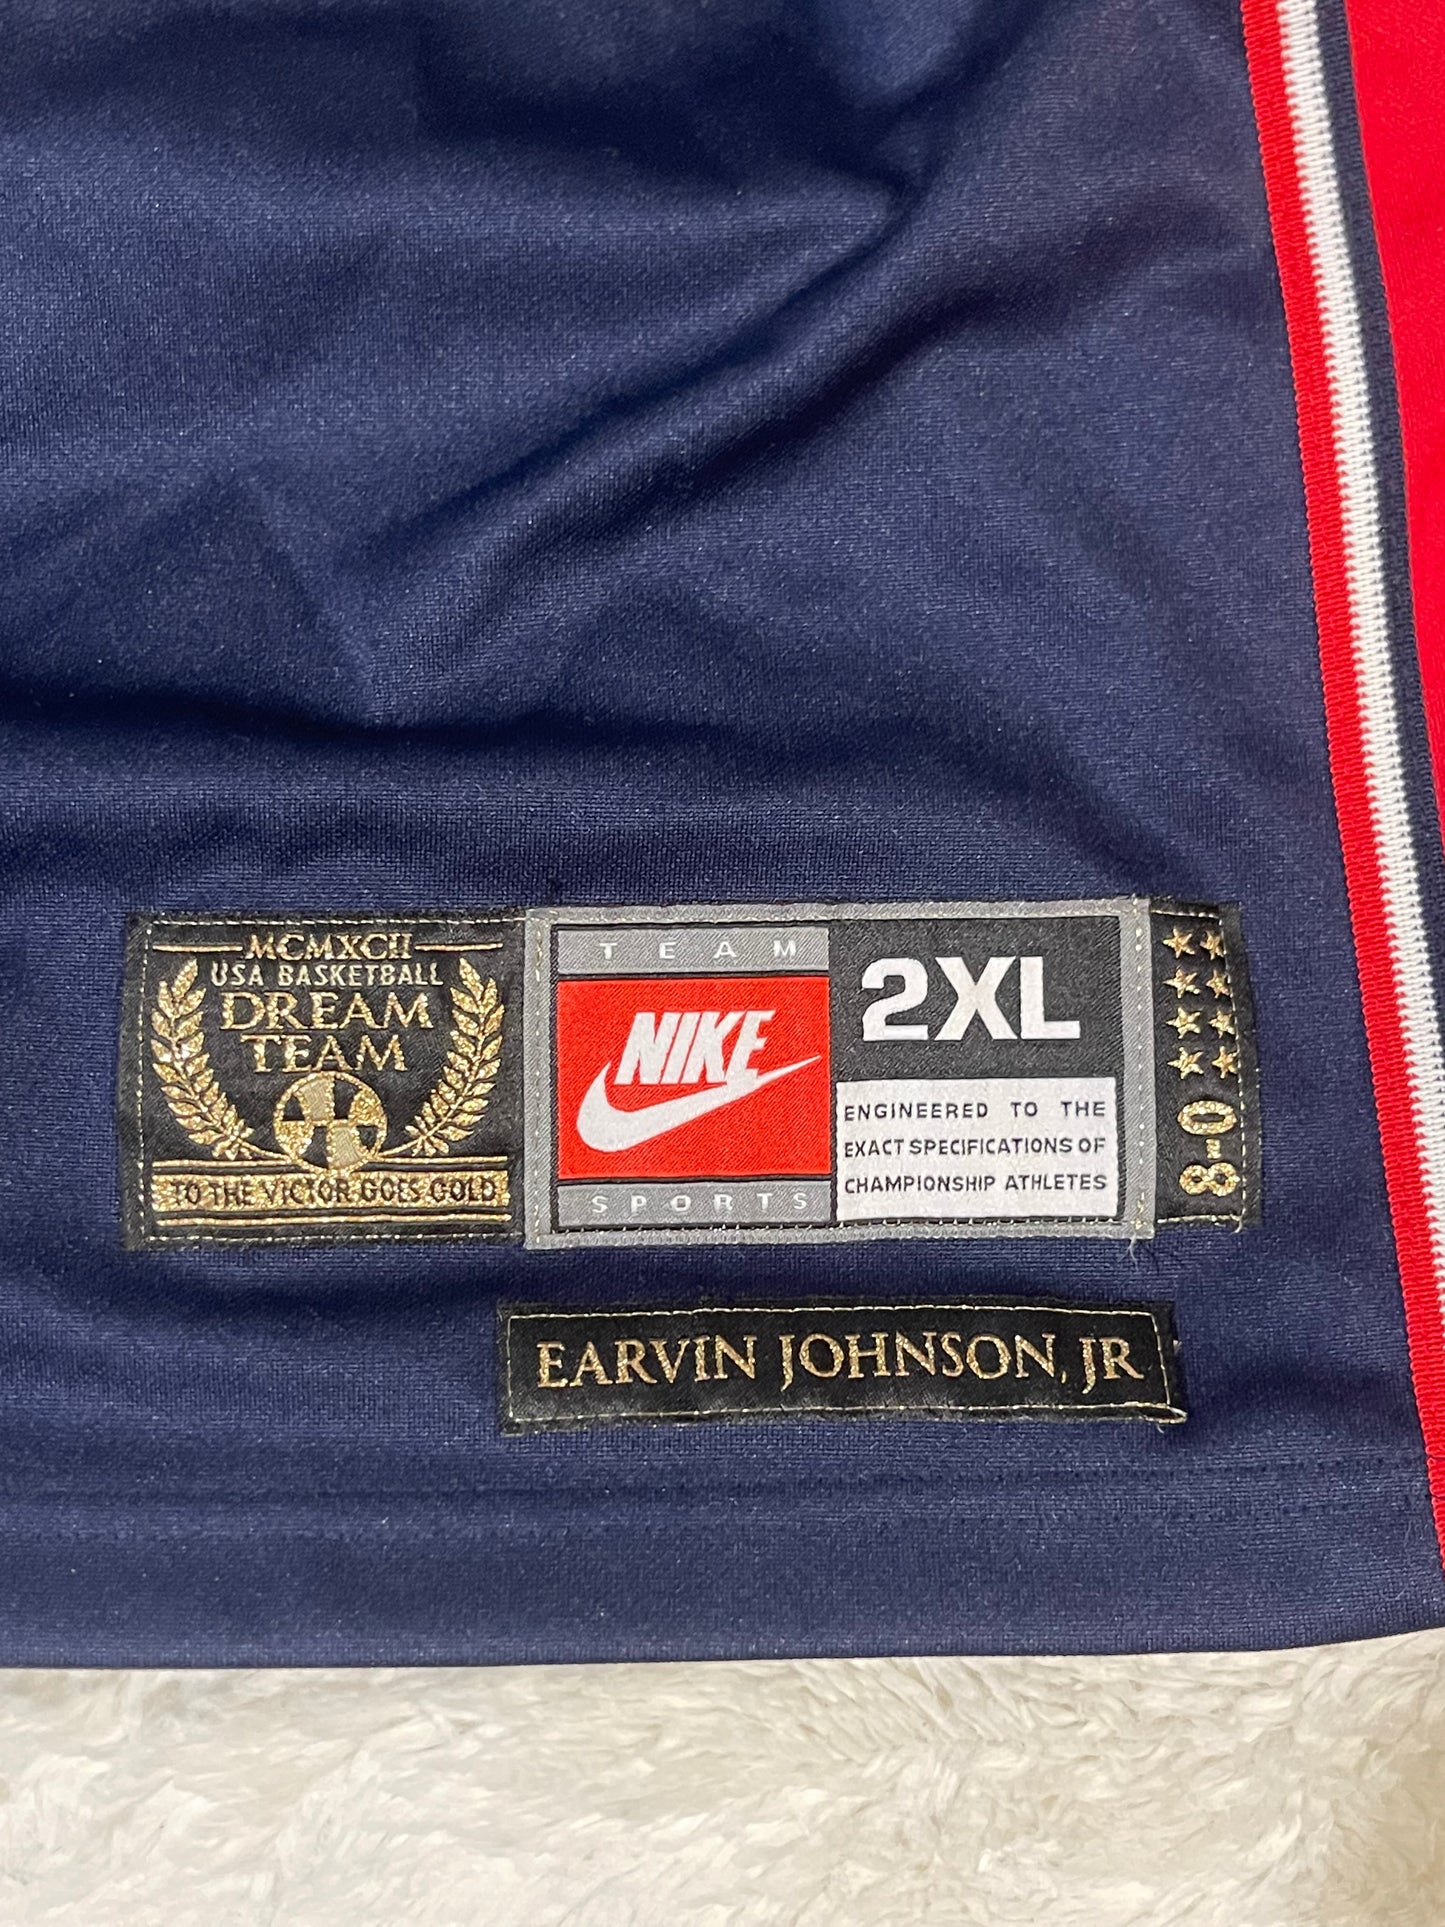 MCMXCII
USA BASKETBALL
DREAM
TEAM
TO THE VICTOR GOES GOLD
TEAM
NIKE
SPORTS
2XL
ENGINEERED TO THE
EXACT SPECIFICATIONS OF
CHAMPIONSHIP ATHLETES
8-0
EARVIN JOHNSON, JR